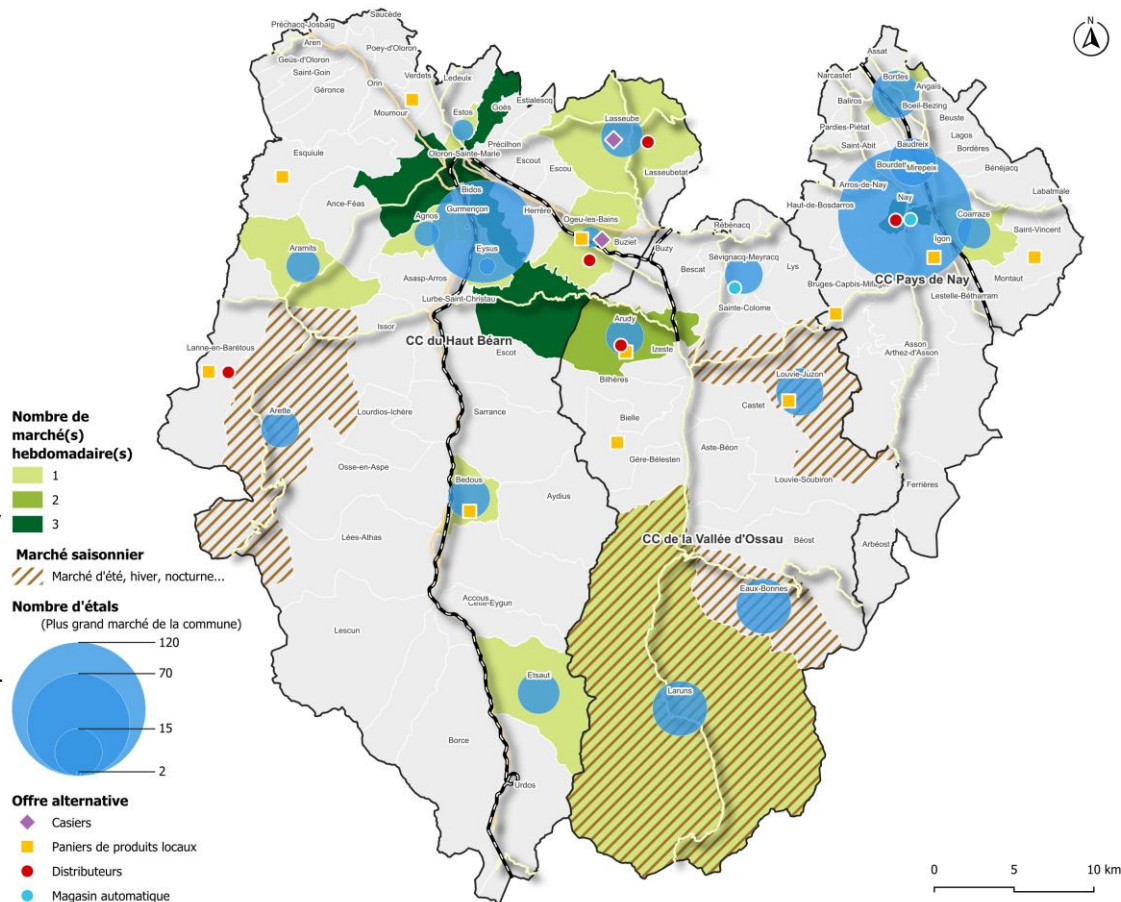 Saucède
Préchacq-Josbaig
Aren
Poey-d'Oloron
Geüs-d'Oloron
Saint-Goin
Géronce
Orin
Verdets
Ledeuix
Moumour
Estos
Goès
Estialescq
Lasseube
Oloron-Sainte-Marie
Précilhon
Escout
Escou
Lasseubetat
Esquiule
Ance-Féas
Bidos
Gurmençon
Agnos
Herrère
Ogeu-les-Bains
Buziet
Buzy
Rébénacq
Aramits
Eysus
Asasp-Arros
Lurbe-Saint-Christau
Bescat
Sévignacq-Meyracq
Lys
Sainte-Colome
Assat
Narcastet
Bordes
Angaïs
Baliros
Boeil-Bezing
Beuste
Pardies-Piétat
Lagos
Saint-Abit
Baudreix
Bordères
Mirepeix
Bénéjacq
Arros-de-Nay
Labatmale
Haut-de-Bosdarros
Nay
Coarraze
Saint-Vincent
Igon
CC Pays de Nay
Montaut
Lestelle-Bétharram
Issor
CC du Haut Béarn
Escot
Arudy
Izeste
Asson
Arthez-d'Asson
Lanne-en-Barétous
Arette
Lourdios-Ichère
Sarrance
Bilhères
Bielle
Castet
Louvie-Juzon
Gère-Bélesten
Aste-Béon
Louvie-Soubiron
Ferrières
Osse-en-Aspe
Bedous
Aydius
Lées-Athas
CC de la Vallée d'Ossau
Béost
Arbéost
Accous
Cette-Eygun
Eaux-Bonnes
Lescun
Etsaut
Laruns
Borce
Urdos
Nombre de
marché(s)
hebdomadaire(s)
1
2
3
Marché saisonnier
Marché d'été, hiver, nocturne...
Nombre d'étals
(Plus grand marché de la commune)
120
70
15
2
Offre alternative
Casiers
Paniers de produits locaux
Distributeurs
Magasin automatique
0 5 10 km